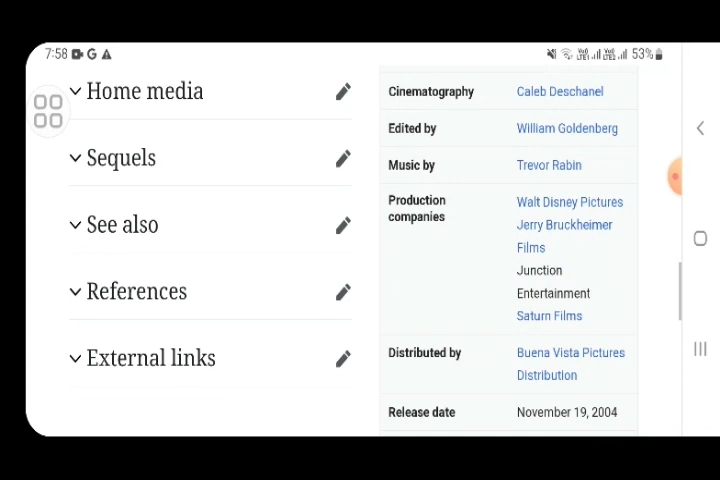 7:58
53%
Home media
Sequels
See also
References
External links
Cinematography Caleb Deschanel
Edited by William Goldenberg
Music by Trevor Rabin
Production companies Walt Disney Pictures
Jerry Bruckheimer
Films
Junction
Entertainment
Saturn Films
Distributed by Buena Vista Pictures
Distribution
Release date November 19, 2004